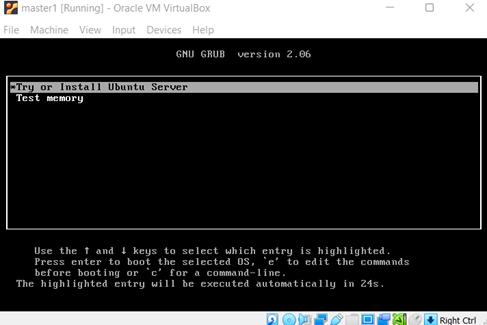 master1 [Running] - Oracle VM VirtualBox
File Machine View Input Devices Help
GNU GRUB version 2.06
*Try or Install Ubuntu Server
Test memory
Use the ↑ and ↓ keys to select which entry is highlighted.
Press enter to boot the selected OS, `e' to edit the commands
before booting or `c' for a command-line.
The highlighted entry will be executed automatically in 24s.
Right Ctrl